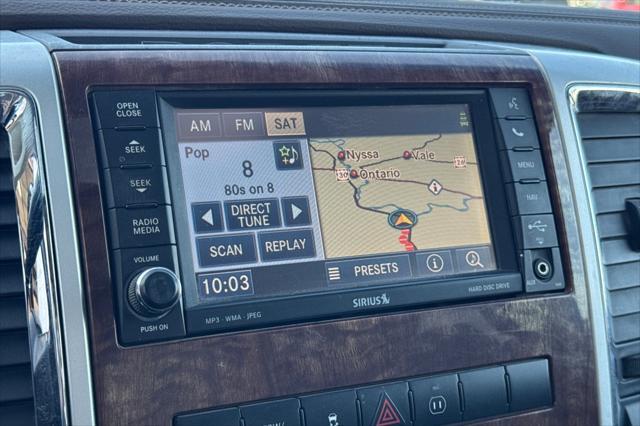 OPEN
CLOSE
SEEK
SEEK
RADIO
MEDIA
VOLUME
PUSH ON
AM FM SAT
Pop
8
80s on 8
DIRECT
TUNE
SCAN REPLAY
10:03
PRESETS
Nyssa
Vale
Ontario
MENU
NAV
MP3 · WMA · JPEG
SIRIUS
HARD DISC DRIVE